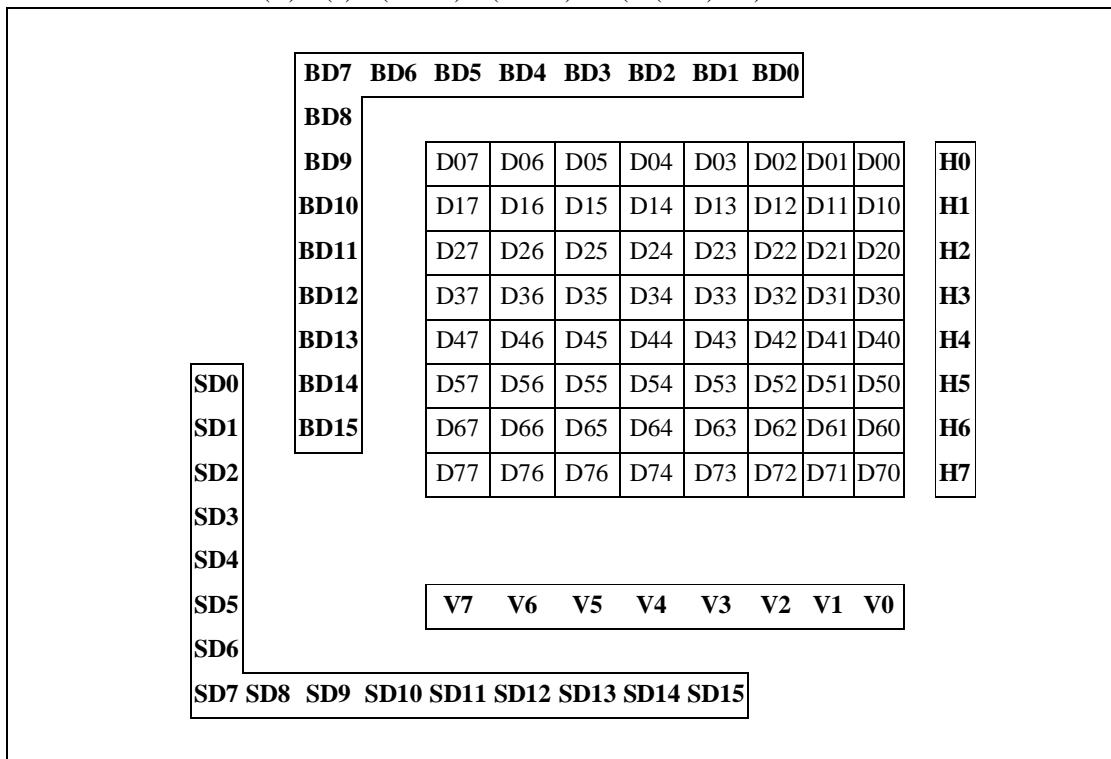 BD7 BD6 BD5 BD4 BD3 BD2 BD1 BD0
BD8
BD9 D07 D06 D05 D04 D03 D02 D01 D00 H0
BD10 D17 D16 D15 D14 D13 D12 D11 D10 H1
BD11 D27 D26 D25 D24 D23 D22 D21 D20 H2
BD12 D37 D36 D35 D34 D33 D32 D31 D30 H3
BD13 D47 D46 D45 D44 D43 D42 D41 D40 H4
SD0 BD14 D57 D56 D55 D54 D53 D52 D51 D50 H5
SD1 BD15 D67 D66 D65 D64 D63 D62 D61 D60 H6
SD2 D77 D76 D76 D74 D73 D72 D71 D70 H7
SD3
SD4
SD5 V7 V6 V5 V4 V3 V2 V1 V0
SD6
SD7 SD8 SD9 SD10 SD11 SD12 SD13 SD14 SD15